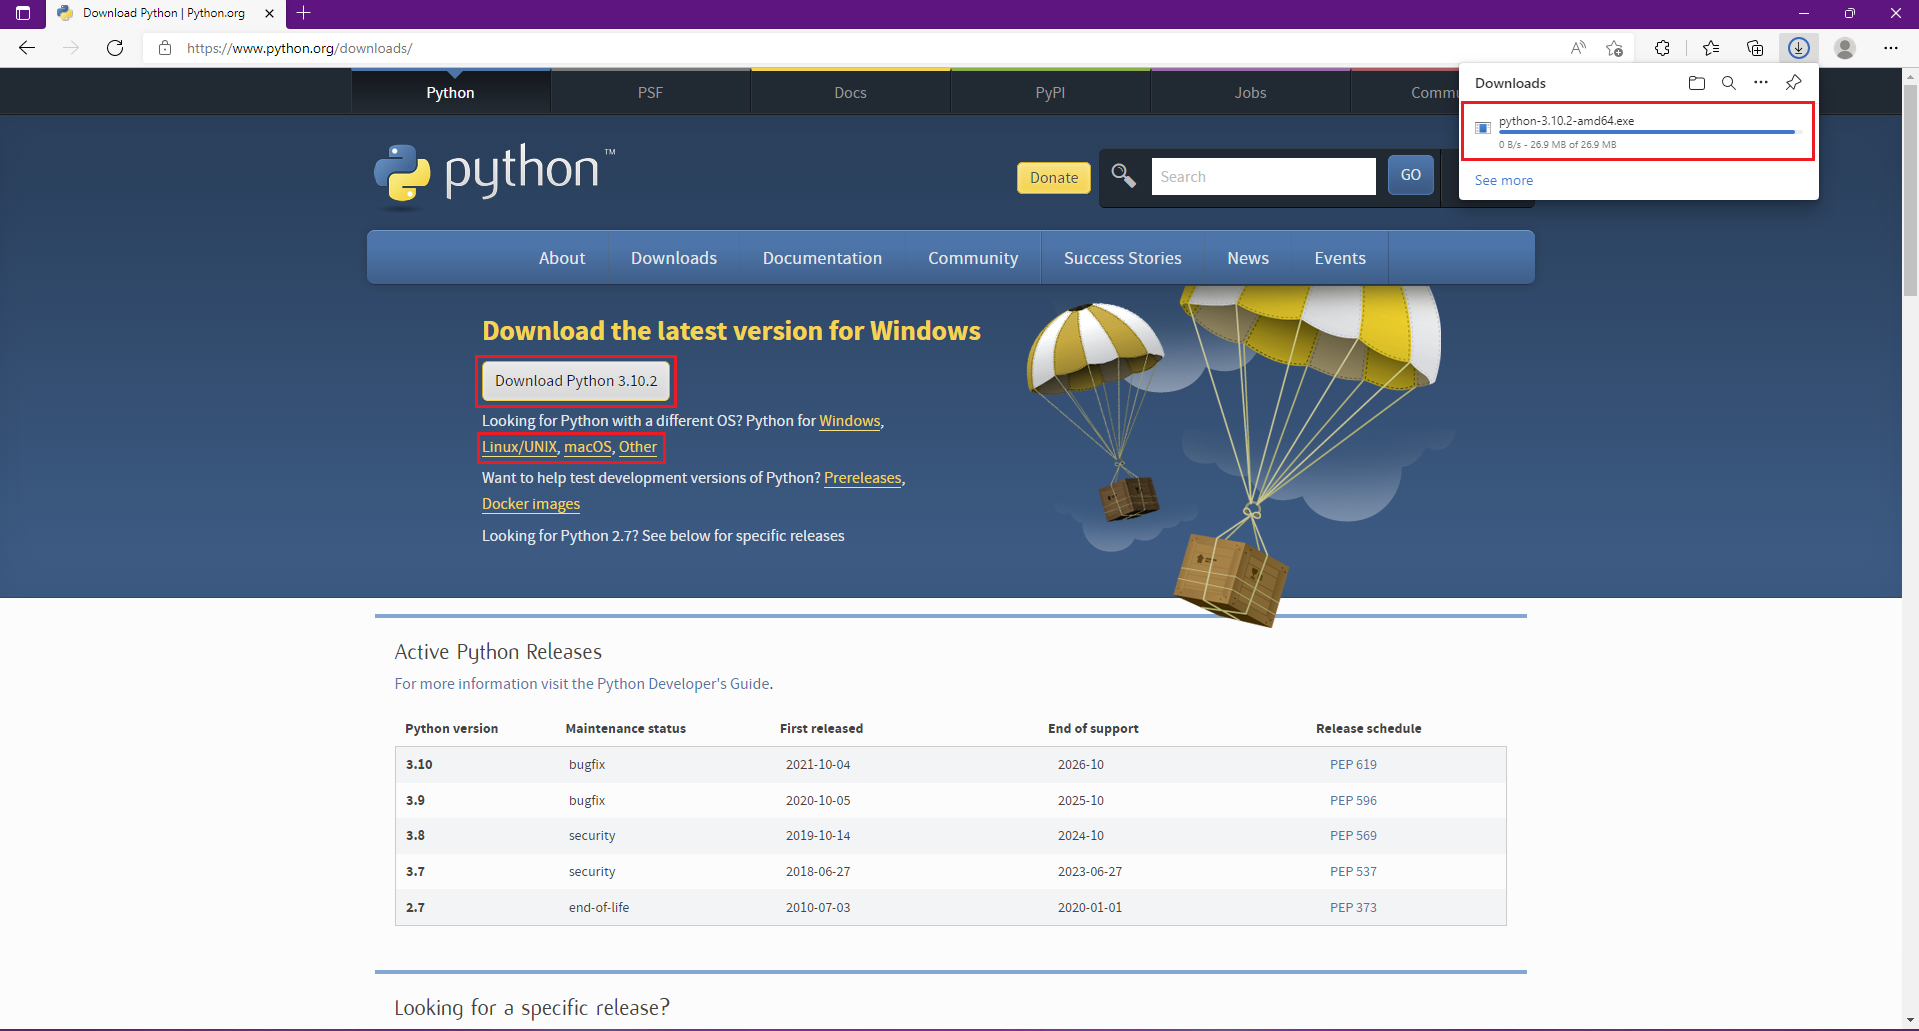 Download Python | Python.org
https://www.python.org/downloads/
Python
PSF
Docs
PyPI
Jobs
Commu
Downloads
python-3.10.2-amd64.exe
0 B/s - 26.9 MB of 26.9 MB
See more
python™
Donate
Search
GO
About
Downloads
Documentation
Community
Success Stories
News
Events
Download the latest version for Windows
Download Python 3.10.2
Looking for Python with a different OS? Python for Windows,
Linux/UNIX, macOS, Other
Want to help test development versions of Python? Prereleases,
Docker images
Looking for Python 2.7? See below for specific releases
Active Python Releases
For more information visit the Python Developer's Guide.
Python version Maintenance status First released End of support Release schedule
3.10 bugfix 2021-10-04 2026-10 PEP 619
3.9 bugfix 2020-10-05 2025-10 PEP 596
3.8 security 2019-10-14 2024-10 PEP 569
3.7 security 2018-06-27 2023-06-27 PEP 537
2.7 end-of-life 2010-07-03 2020-01-01 PEP 373
Looking for a specific release?